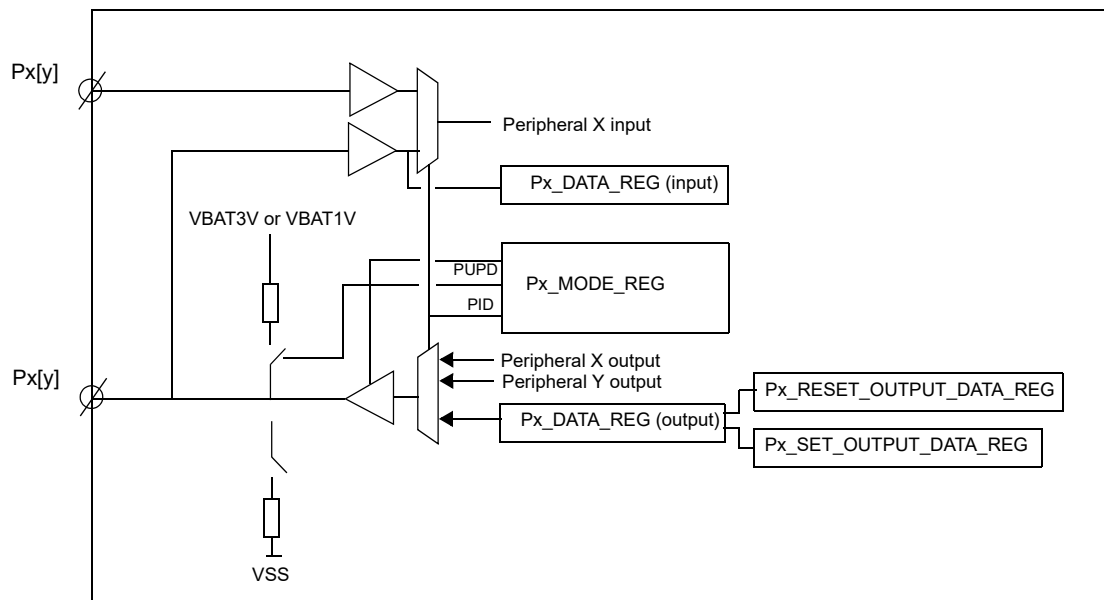 Px[y]
Peripheral X input
Px_DATA_REG (input)
VBAT3V or VBAT1V
PUPD
Px_MODE_REG
PID
Px[y]
Peripheral X output
Peripheral Y output
Px_DATA_REG (output)
Px_RESET_OUTPUT_DATA_REG
Px_SET_OUTPUT_DATA_REG
VSS